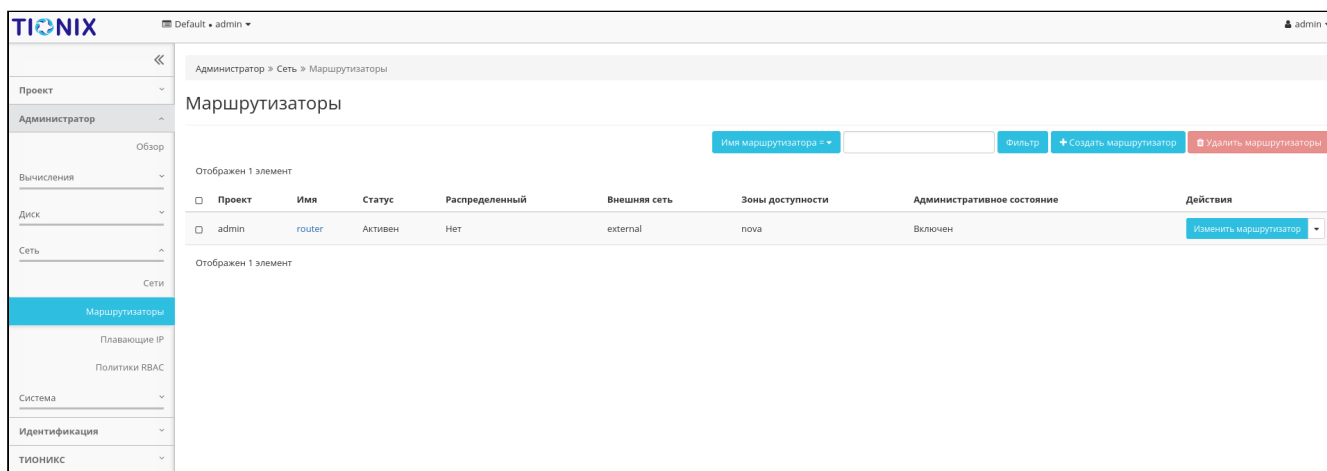 TIONIX
Default • admin
admin
Администратор » Сеть » Маршрутизаторы
Проект
Администратор
Обзор
Вычисления
Диск
Сеть
Сети
Маршрутизаторы
Плавающие IP
Политики RBAC
Система
Идентификация
ТИОНИКС
Маршрутизаторы
Имя маршрутизатора =
Фильтр
Создать маршрутизатор
Удалить маршрутизаторы
Отображен 1 элемент
Проект Имя Статус Распределенный Внешняя сеть Зоны доступности Административное состояние Действия
admin router Активен Нет external nova Включен Изменить маршрутизатор
Отображен 1 элемент